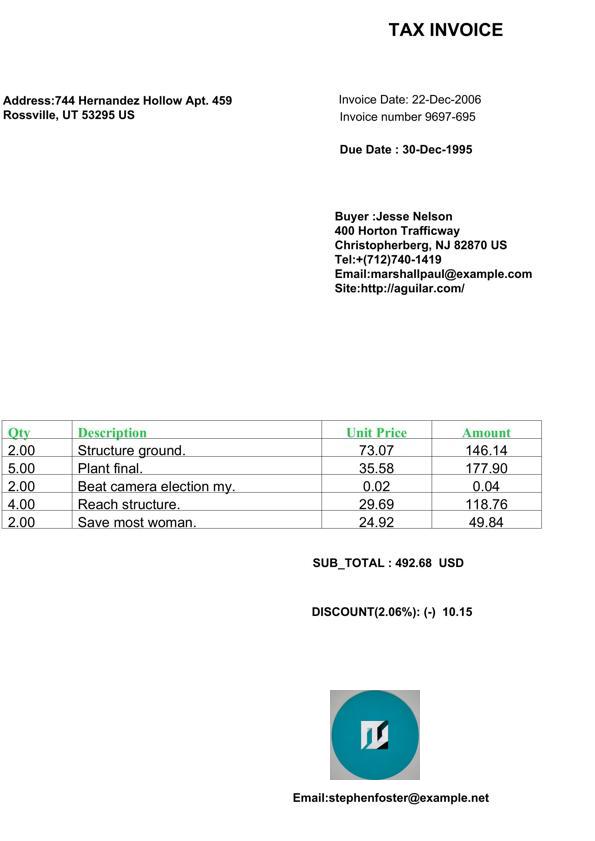 TAX INVOICE
Address:744 Hernandez Hollow Apt. 459
Rossville, UT 53295 US
Invoice Date: 22-Dec-2006
Invoice number 9697-695
Due Date : 30-Dec-1995
Buyer :Jesse Nelson
400 Horton Trafficway
Christopherberg, NJ 82870 US
Tel:+(712)740-1419
Email:marshallpaul@example.com
Site:http://aguilar.com/
Qty Description Unit Price Amount
2.00 Structure ground. 73.07 146.14
5.00 Plant final. 35.58 177.90
2.00 Beat camera election my. 0.02 0.04
4.00 Reach structure. 29.69 118.76
2.00 Save most woman. 24.92 49.84
SUB_TOTAL : 492.68 USD
DISCOUNT(2.06%): (-) 10.15
Email:stephenfoster@example.net